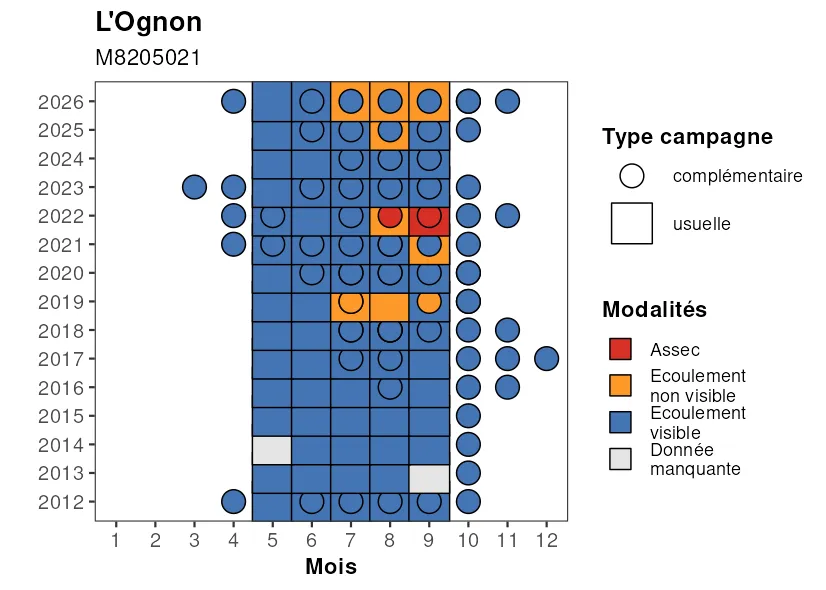 L'Ognon
M8205021
2026
2025
2024
2023
2022
2021
2020
2019
2018
2017
2016
2015
2014
2013
2012
1 2 3 4 5 6 7 8 9 10 11 12
Mois
Type campagne
complémentaire
usuelle
Modalités
Assec
Ecoulement
non visible
Ecoulement
visible
Donnée
manquante